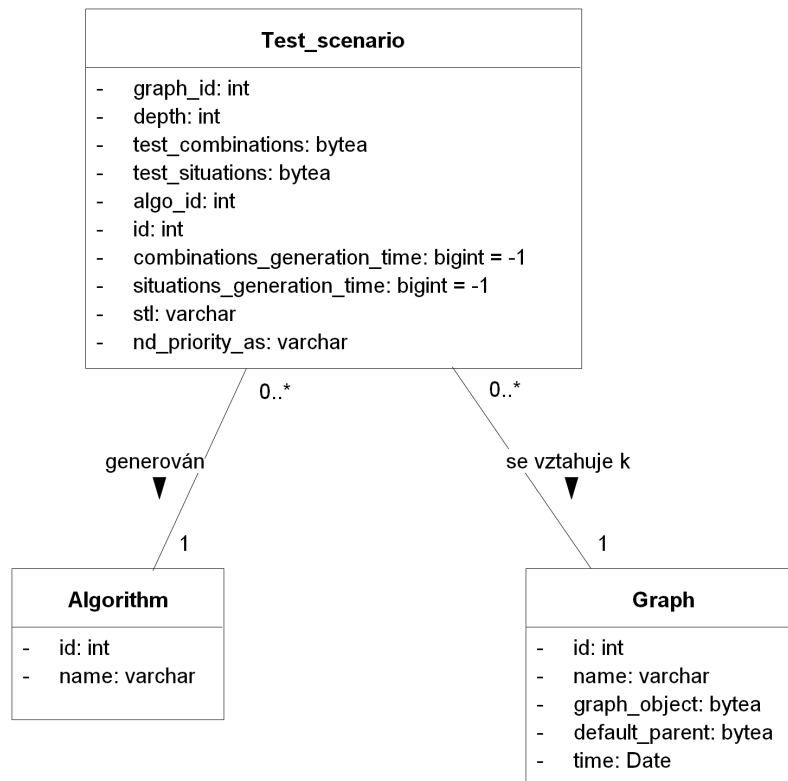 Test_scenario
- graph_id: int
- depth: int
- test_combinations: bytea
- test_situations: bytea
- algo_id: int
- id: int
- combinations_generation_time: bigint = -1
- situations_generation_time: bigint = -1
- stl: varchar
- nd_priority_as: varchar
0..*
0..*
generován
se vztahuje k
1
1
Algorithm
- id: int
- name: varchar
Graph
- id: int
- name: varchar
- graph_object: bytea
- default_parent: bytea
- time: Date